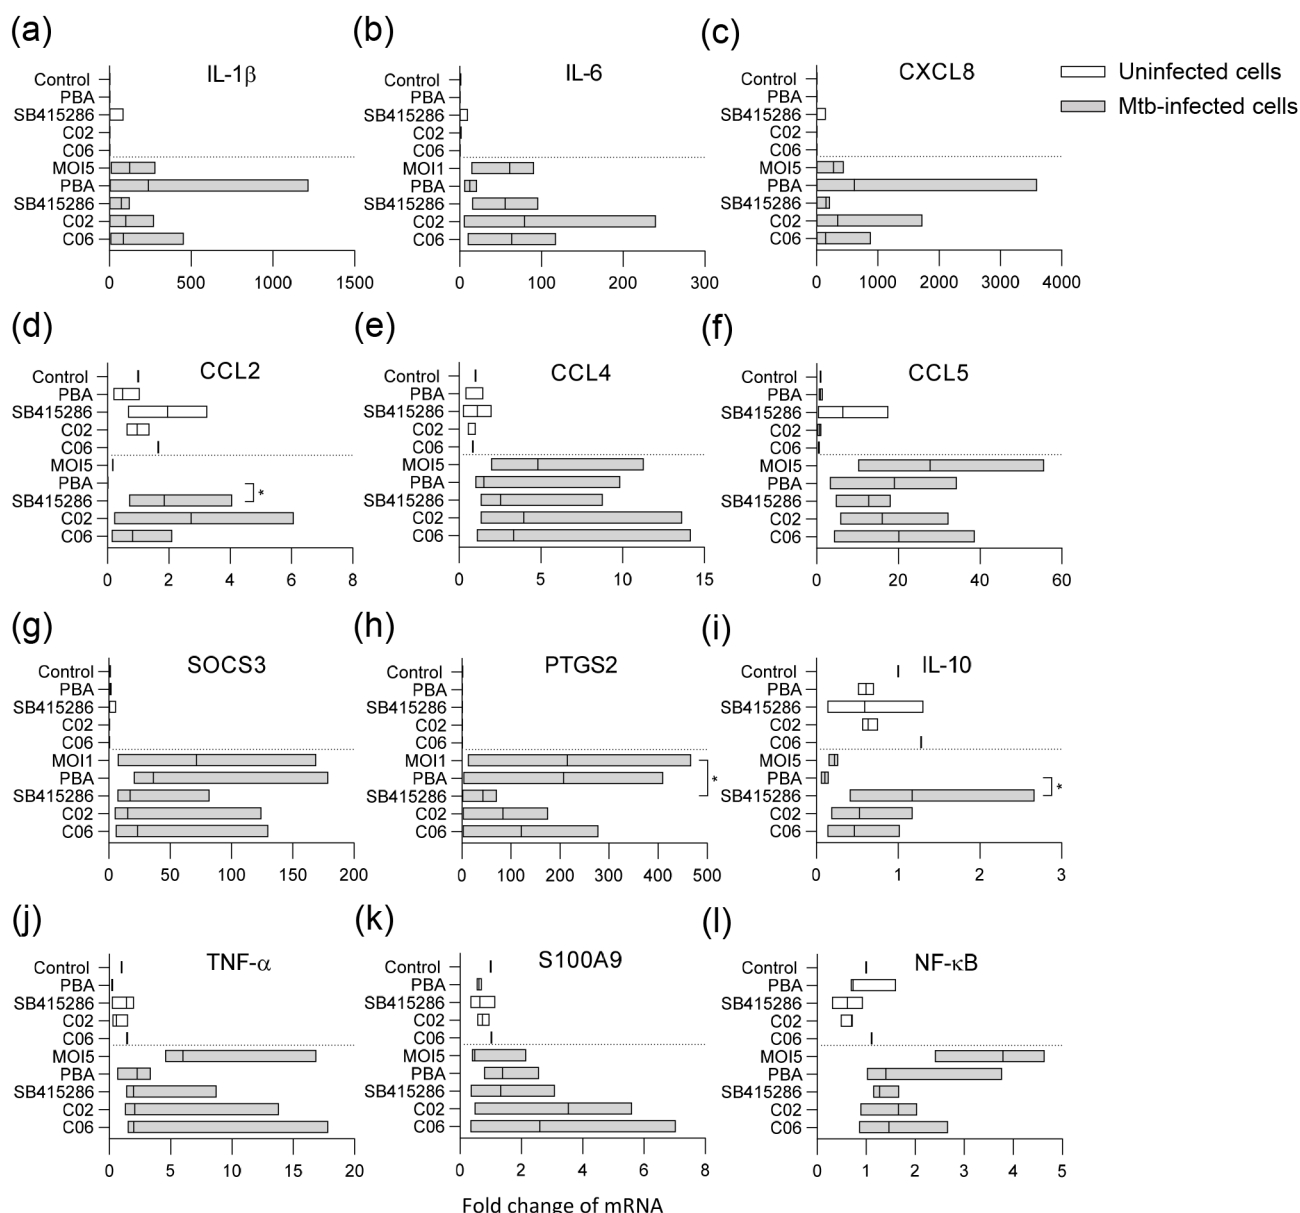 (a)
IL-1β
Control
PBA
SB415286
C02
C06
MOI5
PBA
SB415286
C02
C06
0 500 1000 1500
(b)
IL-6
Control
PBA
SB415286
C02
C06
MOI1
PBA
SB415286
C02
C06
0 100 200 300
(c)
CXCL8
Control
PBA
SB415286
C02
C06
MOI5
PBA
SB415286
C02
C06
0 1000 2000 3000 4000
Uninfected cells
Mtb-infected cells
(d)
CCL2
Control
PBA
SB415286
C02
C06
MOI5
PBA
SB415286
C02
C06
*
0 2 4 6 8
(e)
CCL4
Control
PBA
SB415286
C02
C06
MOI5
PBA
SB415286
C02
C06
0 5 10 15
(f)
CCL5
Control
PBA
SB415286
C02
C06
MOI5
PBA
SB415286
C02
C06
0 20 40 60
(g)
SOCS3
Control
PBA
SB415286
C02
C06
MOI1
PBA
SB415286
C02
C06
0 50 100 150 200
(h)
PTGS2
Control
PBA
SB415286
C02
C06
MOI1
PBA
SB415286
C02
C06
*
0 100 200 300 400 500
(i)
IL-10
Control
PBA
SB415286
C02
C06
MOI5
PBA
SB415286
C02
C06
*
0 1 2 3
(j)
TNF-α
Control
PBA
SB415286
C02
C06
MOI5
PBA
SB415286
C02
C06
0 5 10 15 20
(k)
S100A9
Control
PBA
SB415286
C02
C06
MOI5
PBA
SB415286
C02
C06
0 2 4 6 8
(l)
NF-κB
Control
PBA
SB415286
C02
C06
MOI5
PBA
SB415286
C02
C06
0 1 2 3 4 5
Fold change of mRNA